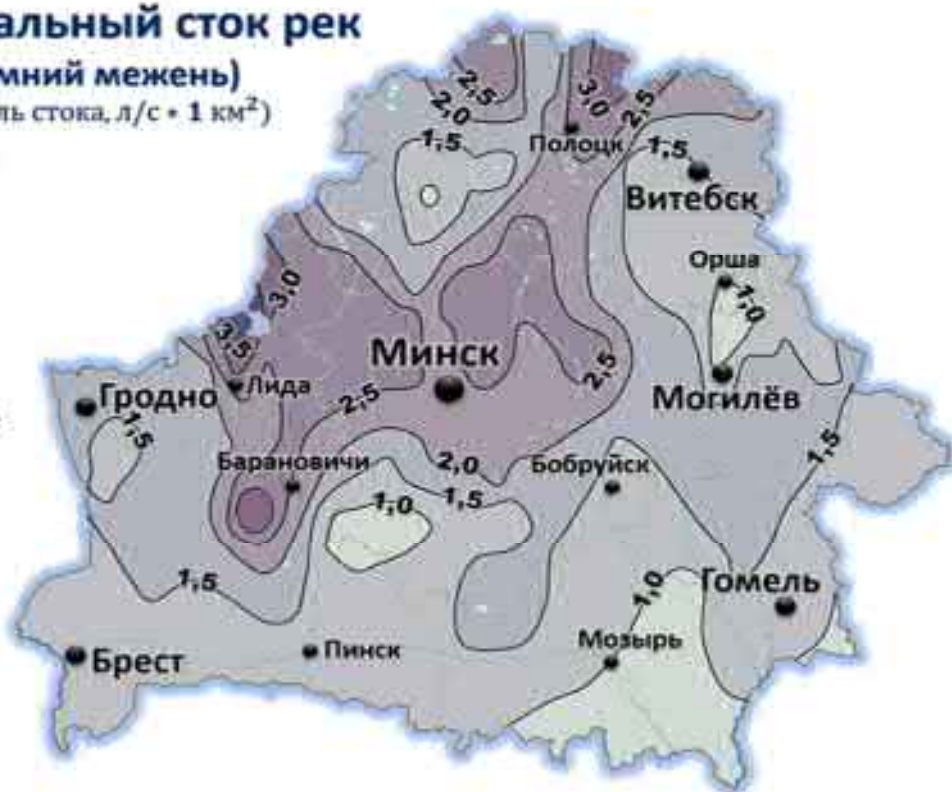 альный сток рек
мний межень)
ль стока, л/с • 1 км²)
2,5
2,0
3,0
2,5
1,5
Полоцк
1,5
Витебск
Орша
1,0
3,0
3,5
Минск
Лида
2,5
2,5
Гродно
Могилёв
1,5
1,5
Барановичи
2,0
Бобруйск
1,0
1,5
1,5
1,0
Гомель
Мозырь
Пинск
Брест